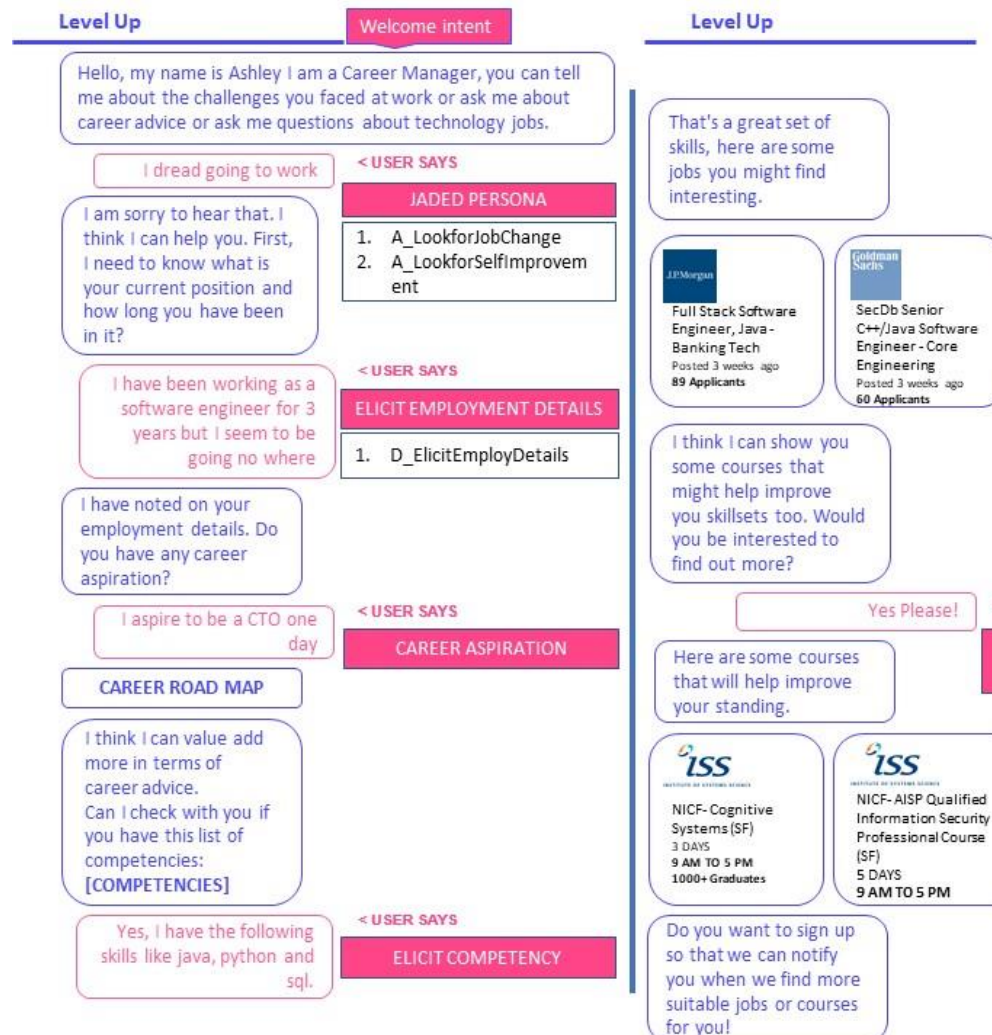 Level Up
Welcome intent
Hello, my name is Ashley I am a Career Manager, you can tell
me about the challenges you faced at work or ask me about
career advice or ask me questions about technology jobs.
I dread going to work
< USER SAYS
JADED PERSONA
1. A_LookforJobChange
2. A_LookforSelfImprovem
ent
I am sorry to hear that. I
think I can help you. First,
I need to know what is
your current position and
how long you have been
in it?
< USER SAYS
I have been working as a
software engineer for 3
years but I seem to be
going no where
ELICIT EMPLOYMENT DETAILS
1. D_ElicitEmployDetails
I have noted on your
employment details. Do
you have any career
aspiration?
< USER SAYS
I aspire to be a CTO one
day
CAREER ASPIRATION
CAREER ROAD MAP
I think I can value add
more in terms of
career advice.
Can I check with you if
you have this list of
competencies:
[COMPETENCIES]
< USER SAYS
Yes, I have the following
skills like java, python and
sql.
ELICIT COMPETENCY
Level Up
That's a great set of
skills, here are some
jobs you might find
interesting.
J.P.Morgan
Full Stack Software
Engineer, Java -
Banking Tech
Posted 3 weeks ago
89 Applicants
Goldman
Sachs
SecDb Senior
C++/Java Software
Engineer - Core
Engineering
Posted 3 weeks ago
60 Applicants
I think I can show you
some courses that
might help improve
you skillsets too. Would
you be interested to
find out more?
Yes Please!
Here are some courses
that will help improve
your standing.
iss
INSTITUTE OF SYSTEMS SCIENCE
NICF- Cognitive
Systems (SF)
3 DAYS
9 AM TO 5 PM
1000+ Graduates
iss
INSTITUTE OF SYSTEMS SCIENCE
NICF- AISP Qualified
Information Security
Professional Course
(SF)
5 DAYS
9 AM TO 5 PM
Do you want to sign up
so that we can notify
you when we find more
suitable jobs or courses
for you!